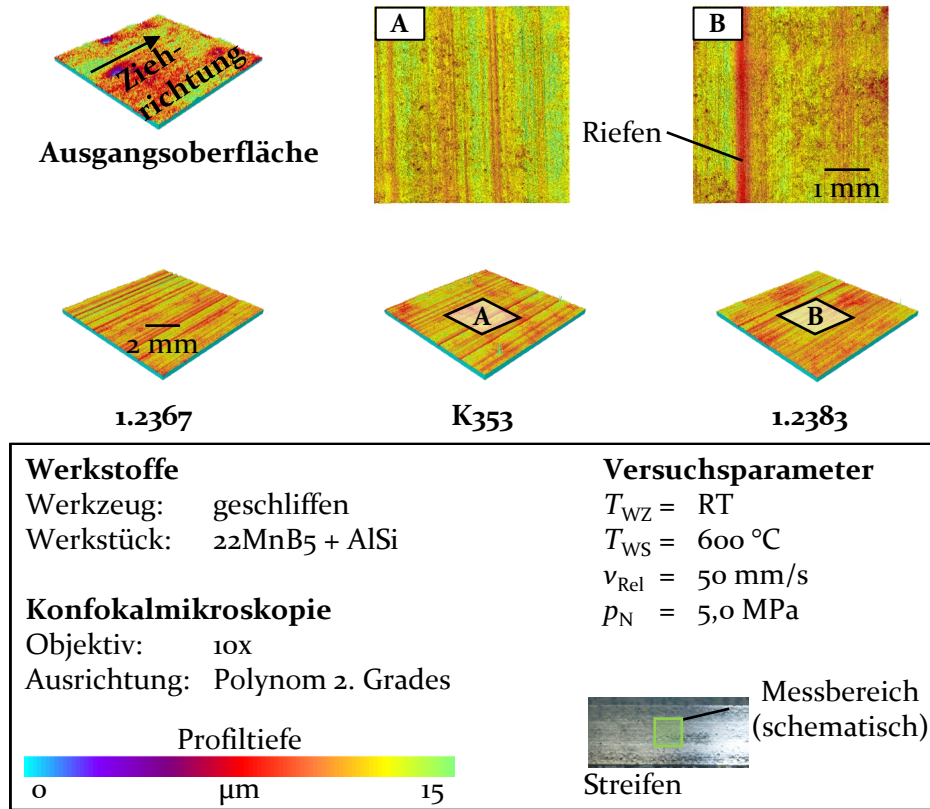 Zieh-
richtung
Ausgangsoberfläche
A
B
Riefen
1 mm
2 mm
A
B
1.2367
K353
1.2383
Werkstoffe
Werkzeug: geschliffen
Werkstück: 22MnB5 + AlSi
Konfokalmikroskopie
Objektiv: 10x
Ausrichtung: Polynom 2. Grades
Profiltiefe
0 µm 15
Versuchsparameter
T_WZ = RT
T_WS = 600 °C
v_Rel = 50 mm/s
p_N = 5,0 MPa
Messbereich
(schematisch)
Streifen